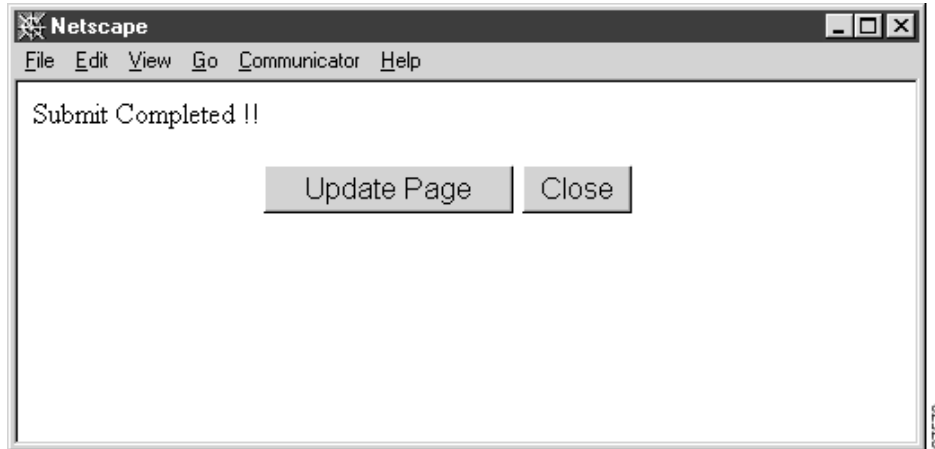 Netscape
File Edit View Go Communicator Help
Submit Completed !!
Update Page Close